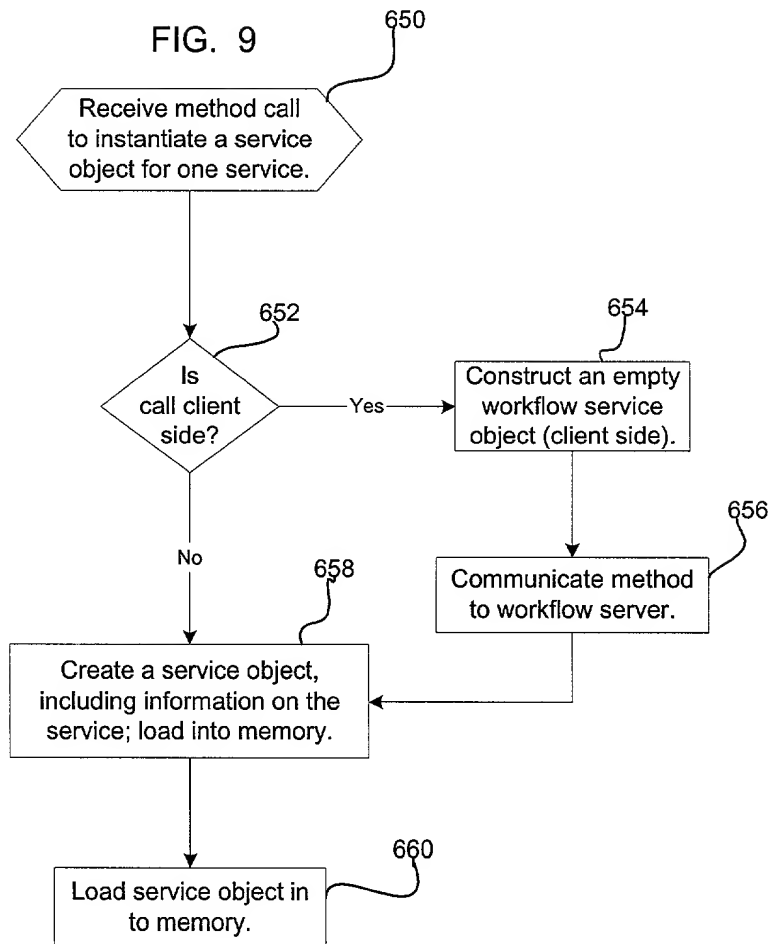 FIG. 9
650
Receive method call
to instantiate a service
object for one service.
652
Is
call client
side?
Yes
654
Construct an empty
workflow service
object (client side).
656
Communicate method
to workflow server.
No
658
Create a service object,
including information on the
service; load into memory.
660
Load service object in
to memory.